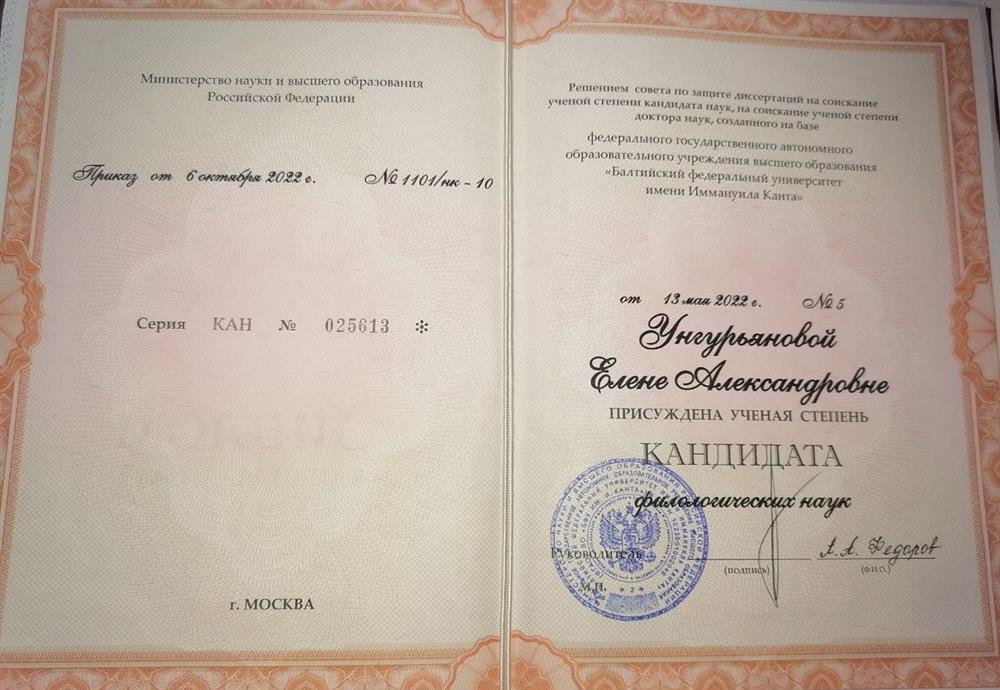 Министерство науки и высшего образования
Российской Федерации
Приказ от 6 октября 2022 г. № 1101/нк - 10
Серия КАН № 025613 *
г. МОСКВА
Решением совета по защите диссертаций на соискание
ученой степени кандидата наук, на соискание ученой степени
доктора наук, созданного на базе
федерального государственного автономного
образовательного учреждения высшего образования
«Балтийский федеральный университет
имени Иммануила Канта»
от 13 мая 2022 г. № 5
Унгурьяновой
Елене Александровне
ПРИСУЖДЕНА УЧЕНАЯ СТЕПЕНЬ
КАНДИДАТА
филологических наук
Руководитель
А. А. Федоров
(подпись) (Ф.И.О.)
М.П.